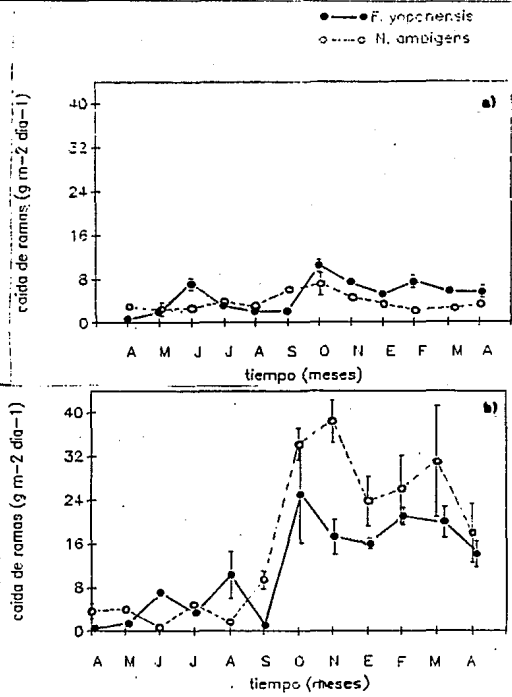 F. yoponensis
N. ambigens
a)
caida de ramas (g m-2 dia-1)
40
32
24
16
8
0
A M J J A S O N E F M A
tiempo (meses)
b)
caida de ramas (g m-2 dia-1)
40
32
24
16
8
0
A M J J A S O N E F M A
tiempo (meses)